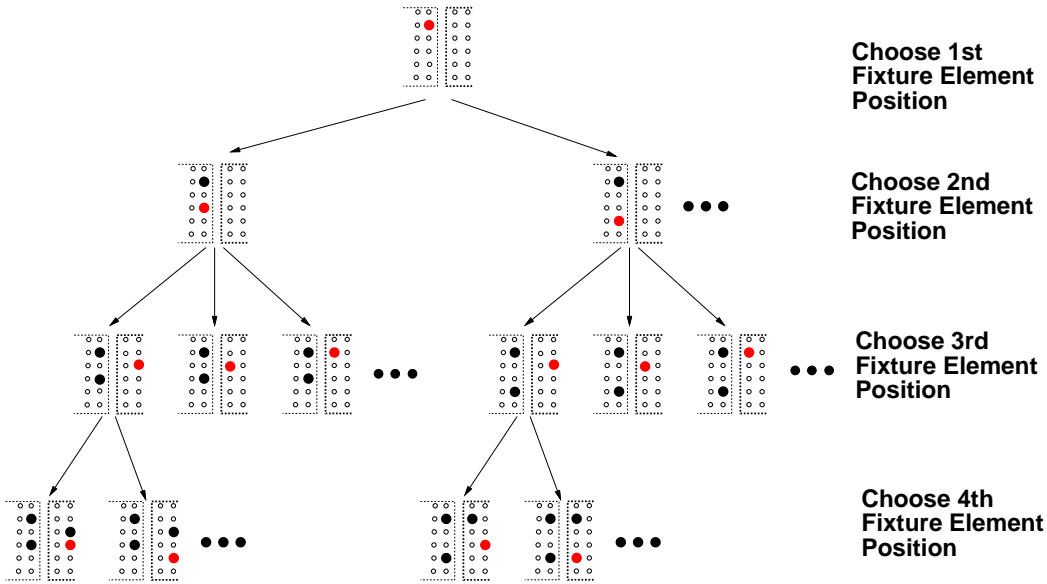 Choose 1st
Fixture Element
Position
Choose 2nd
Fixture Element
Position
Choose 3rd
Fixture Element
Position
Choose 4th
Fixture Element
Position